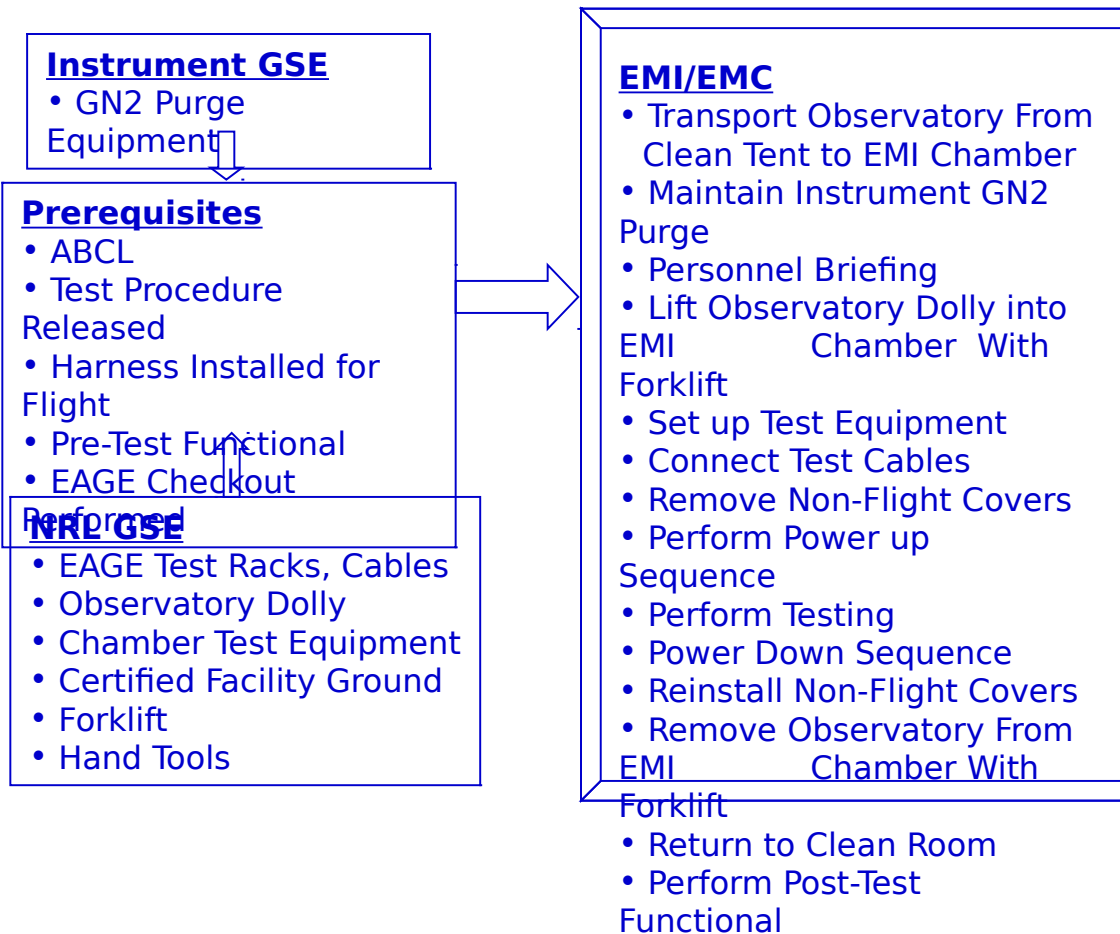 Instrument GSE
• GN2 Purge
Equipment
Prerequisites
• ABCL
• Test Procedure
Released
• Harness Installed for
Flight
• Pre-Test Functional
• EAGE Checkout
Performed
NRL GSE
• EAGE Test Racks, Cables
• Observatory Dolly
• Chamber Test Equipment
• Certified Facility Ground
• Forklift
• Hand Tools
EMI/EMC
• Transport Observatory From
Clean Tent to EMI Chamber
• Maintain Instrument GN2
Purge
• Personnel Briefing
• Lift Observatory Dolly into
EMI Chamber With
Forklift
• Set up Test Equipment
• Connect Test Cables
• Remove Non-Flight Covers
• Perform Power up
Sequence
• Perform Testing
• Power Down Sequence
• Reinstall Non-Flight Covers
• Remove Observatory From
EMI Chamber With
Forklift
• Return to Clean Room
• Perform Post-Test
Functional